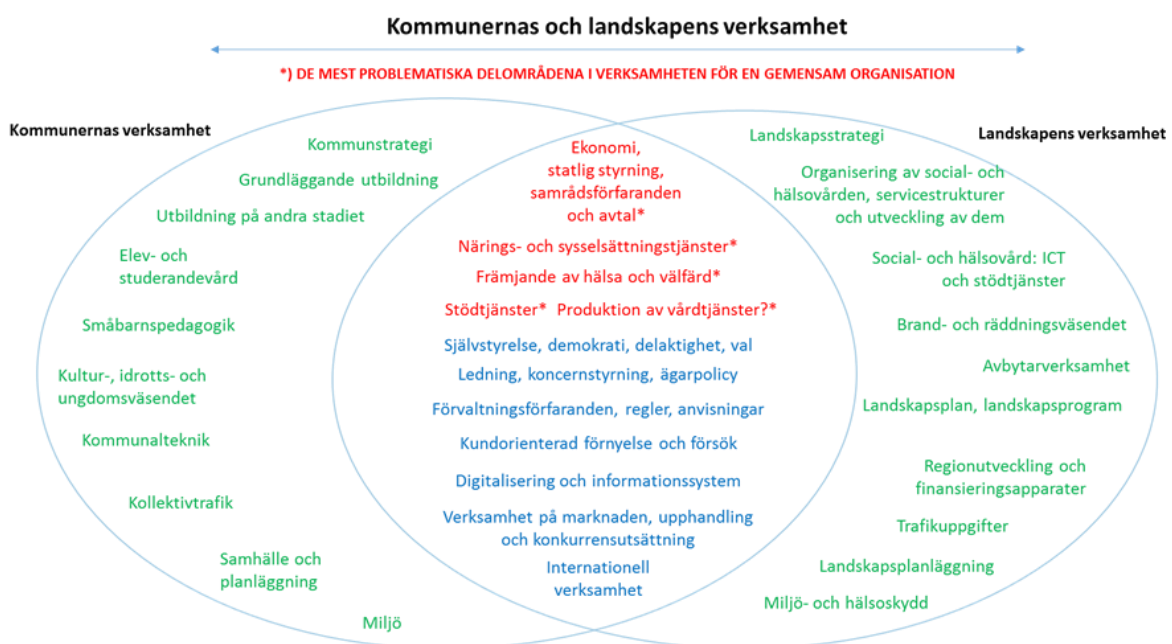 Kommunernas och landskapens verksamhet
*) DE MEST PROBLEMATISKA DELOMRÅDENA I VERKSAMHETEN FÖR EN GEMENSAM ORGANISATION
Kommunernas verksamhet
Kommunstrategi
Grundläggande utbildning
Utbildning på andra stadiet
Elev- och
studerandevård
Småbarnspedagogik
Kultur-, idrotts- och
ungdomsväsendet
Kommunalteknik
Kollektivtrafik
Samhälle och
planläggning
Miljö
Ekonomi,
statlig styrning,
samrådsförfaranden
och avtal*
Närings- och sysselsättningstjänster*
Främjande av hälsa och välfärd*
Stödtjänster* Produktion av vårdtjänster?*
Självstyrelse, demokrati, delaktighet, val
Ledning, koncernstyrning, ägarpolicy
Förvaltningsförfaranden, regler, anvisningar
Kundorienterad förnyelse och försök
Digitalisering och informationssystem
Verksamhet på marknaden, upphandling
och konkurrensutsättning
Internationell
verksamhet
Landskapens verksamhet
Landskapsstrategi
Organisering av social- och
hälsovården, servicestrukturer
och utveckling av dem
Social- och hälsovård: ICT
och stödtjänster
Brand- och räddningsväsendet
Avbytarverksamhet
Landskapsplan, landskapsprogram
Regionutveckling och
finansieringsapparater
Trafikuppgifter
Landskapsplanläggning
Miljö- och hälsoskydd